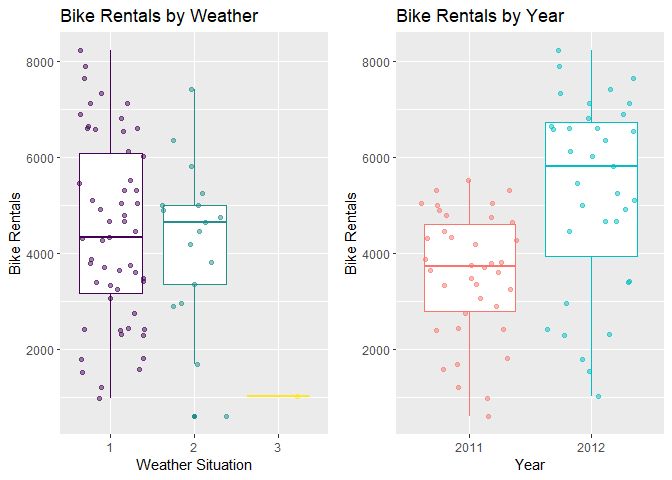 Bike Rentals by Weather
Bike Rentals
8000
6000
4000
2000
1 2 3
Weather Situation
Bike Rentals by Year
Bike Rentals
8000
6000
4000
2000
2011 2012
Year